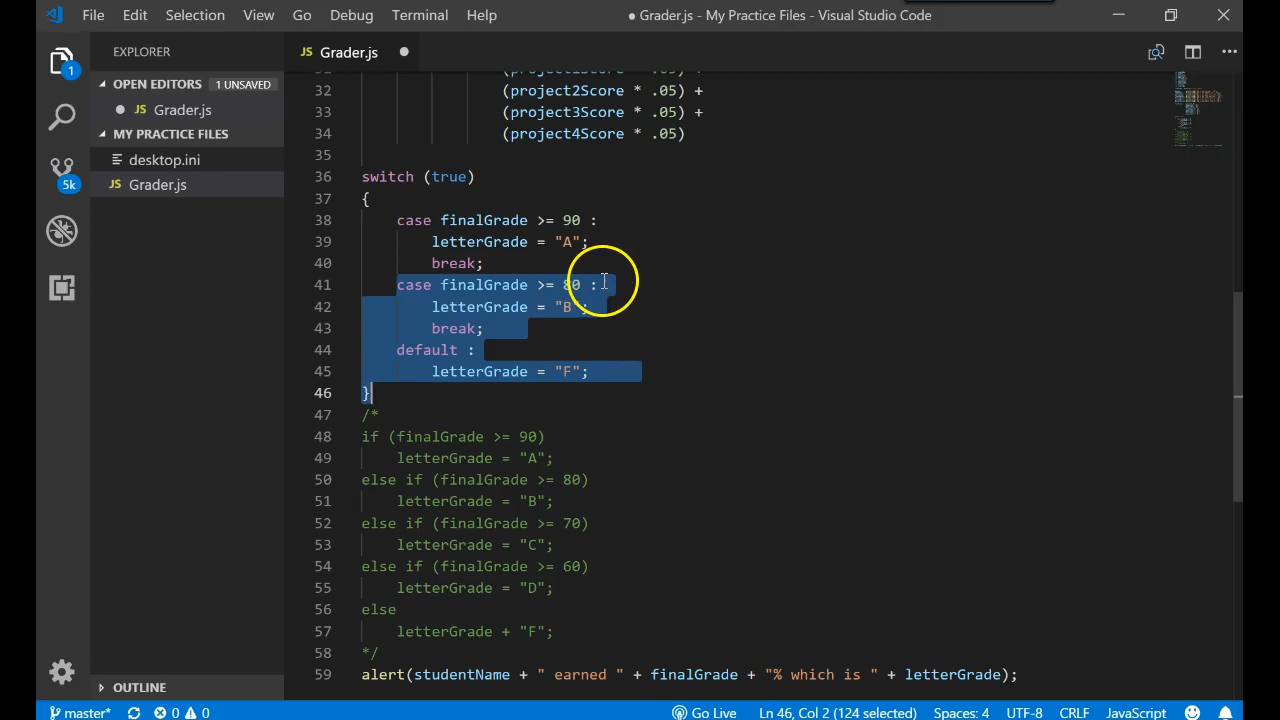 File Edit Selection View Go Debug Terminal Help
● Grader.js - My Practice Files - Visual Studio Code
EXPLORER
OPEN EDITORS 1 UNSAVED
JS Grader.js
MY PRACTICE FILES
desktop.ini
JS Grader.js
OUTLINE
1
5k
JS Grader.js
32 (project2Score * .05) +
33 (project3Score * .05) +
34 (project4Score * .05)
35
36 switch (true)
37 {
38 case finalGrade >= 90 :
39 letterGrade = "A";
40 break;
41 case finalGrade >= 80 :
42 letterGrade = "B";
43 break;
44 default :
45 letterGrade = "F";
46 }
47 /*
48 if (finalGrade >= 90)
49 letterGrade = "A";
50 else if (finalGrade >= 80)
51 letterGrade = "B";
52 else if (finalGrade >= 70)
53 letterGrade = "C";
54 else if (finalGrade >= 60)
55 letterGrade = "D";
56 else
57 letterGrade + "F";
58 */
59 alert(studentName + " earned " + finalGrade + "% which is " + letterGrade);
master* 0 0 Go Live Ln 46, Col 2 (124 selected) Spaces: 4 UTF-8 CRLF JavaScript